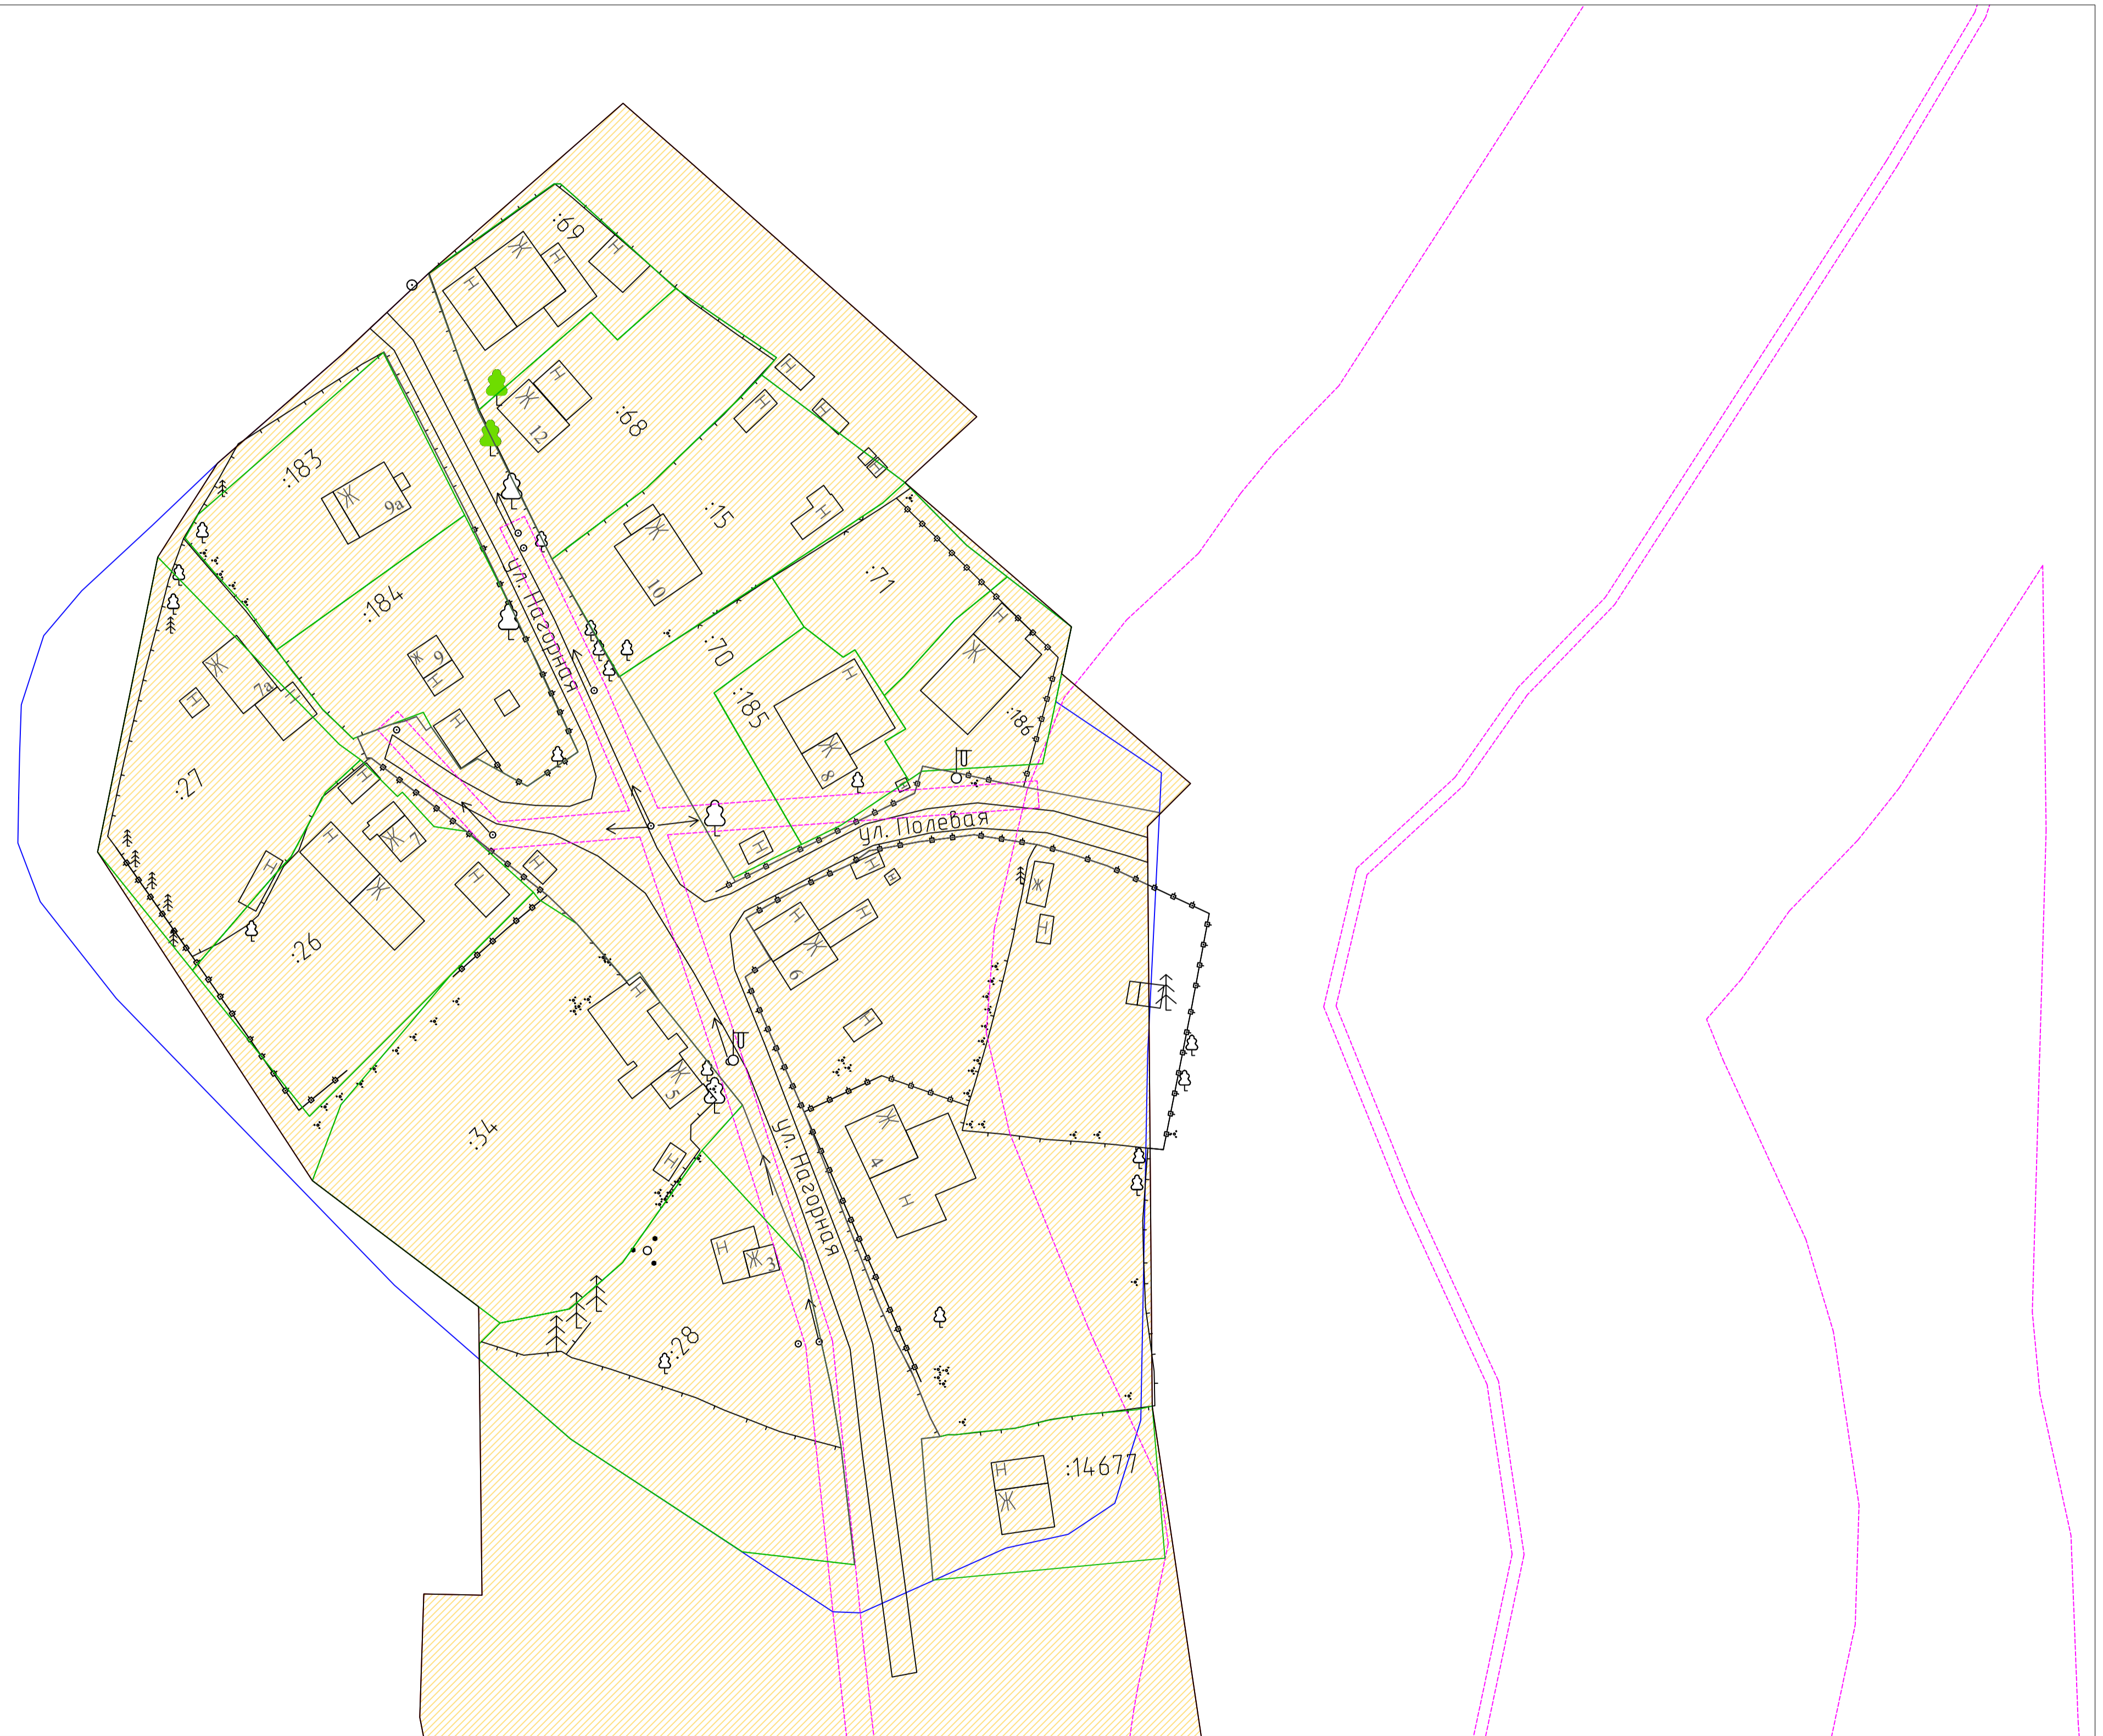 :69
Ж
Н
Н
Н
:68
Ж
Н
12
Н
Н
Н
Н
:183
Ж
9а
:15
Ж
10
Н
:71
:184
ул. Нагорная
Ж
9
Н
:70
Н
Ж
:185
Н
Ж
8
:186
Ж
7а
Н
Н
Н
:27
Н
Ж
7
Н
ул. Полевая
Н
Н
Н
Н
Н
Н
Ж
Н
Н
Н
Ж
Н
:26
Н
Н
Ж
6
Н
Н
Ж
5
:34
Н
ул. Нагорная
Ж
4
Н
Н
Ж
3
:28
:14677
Н
Ж